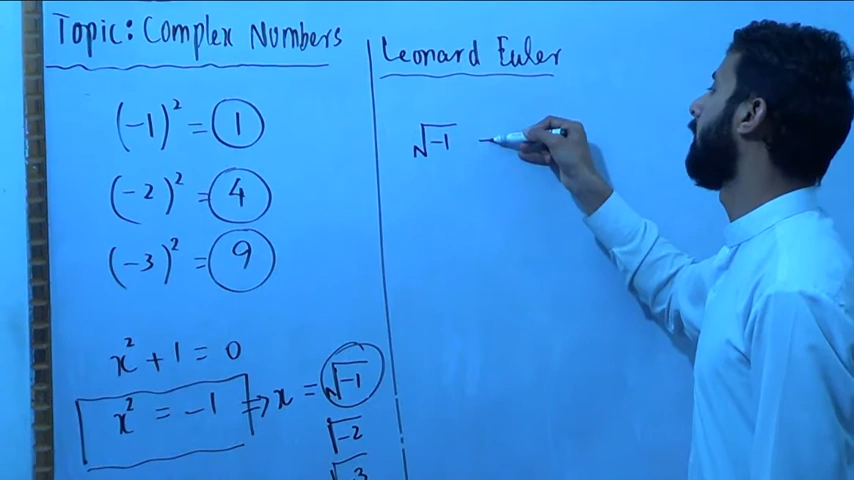 Topic: Complex Numbers
(-1)² = 1
(-2)² = 4
(-3)² = 9
x² + 1 = 0
x² = -1 => x = √-1
√-2
√-3
Leonard Euler
√-1 -